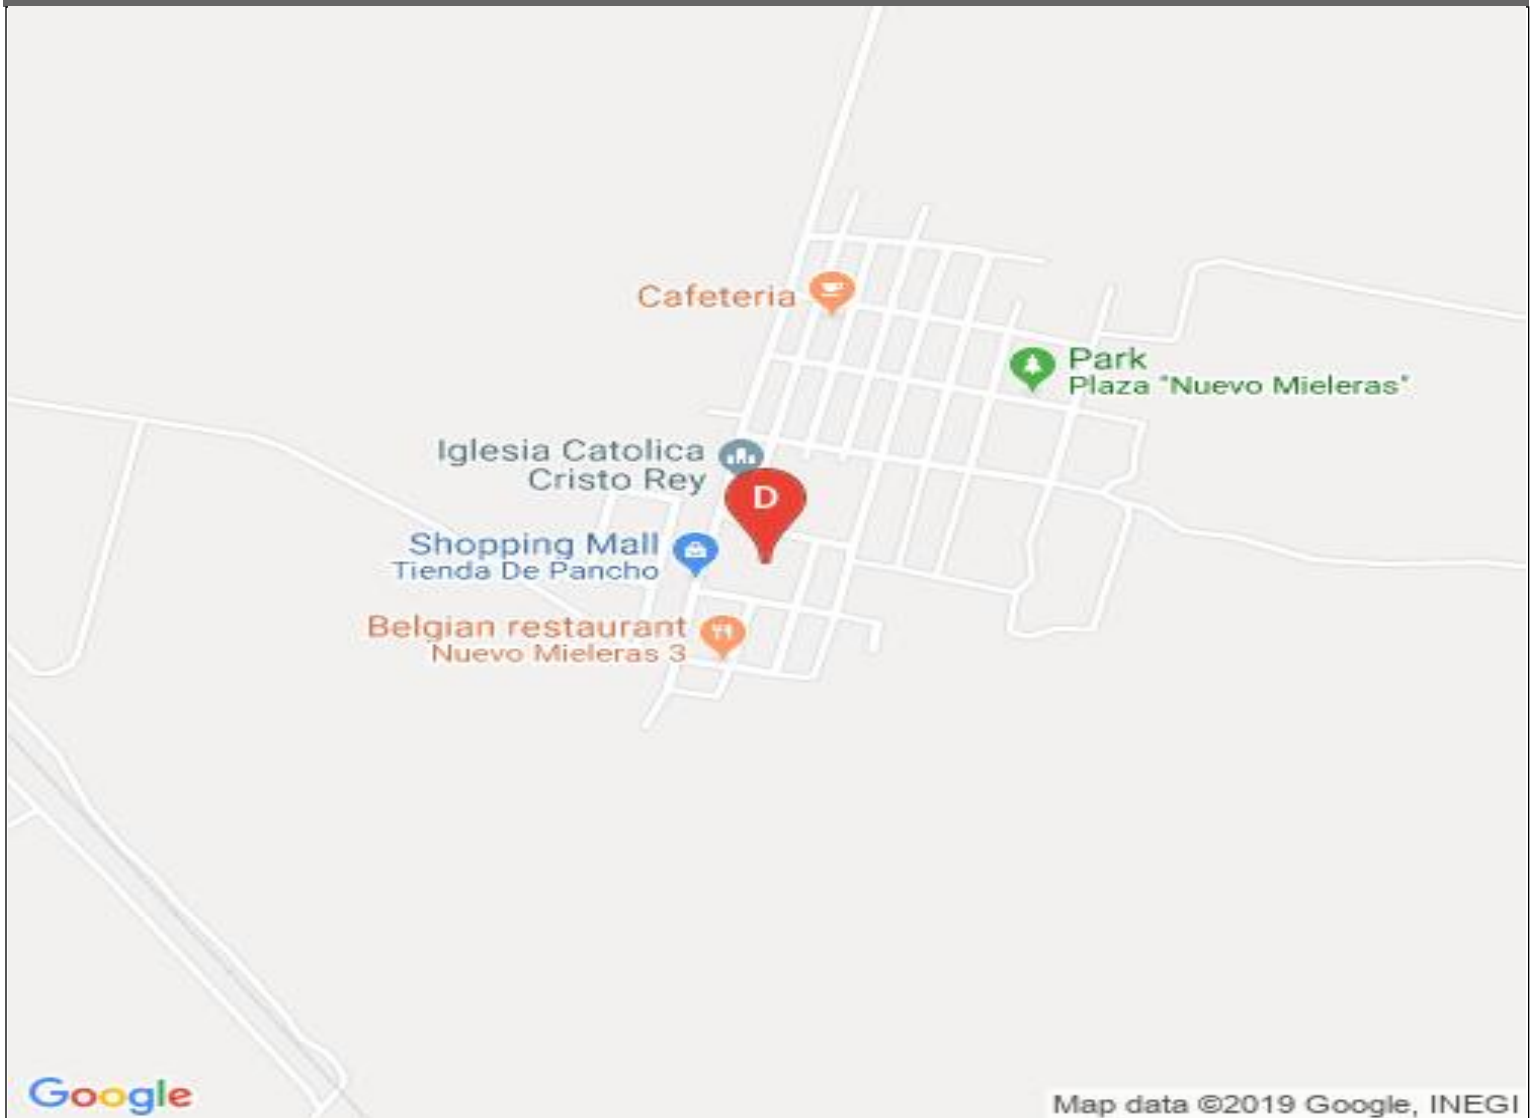 Cafeteria
Park
Plaza "Nuevo Mieleras"
Iglesia Catolica
Cristo Rey
D
Shopping Mall
Tienda De Pancho
Belgian restaurant
Nuevo Mieleras 3
Google
Map data ©2019 Google, INEGI